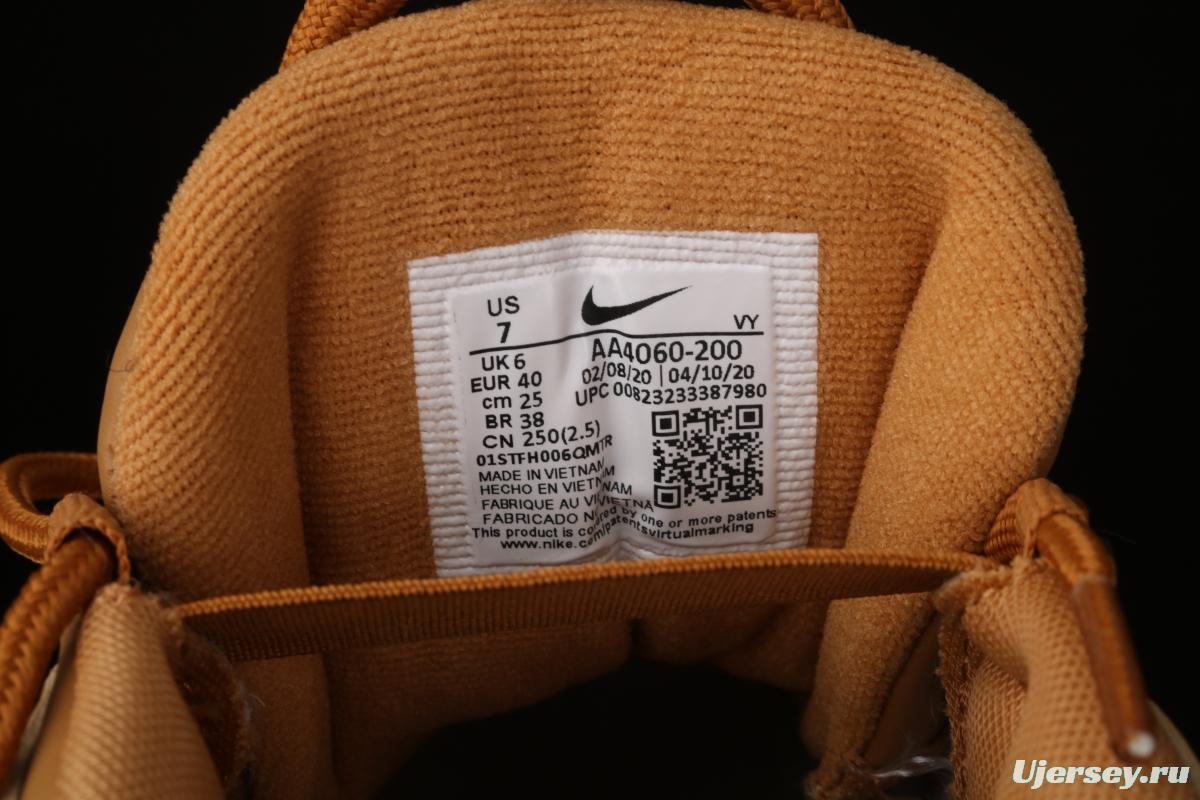 US
7
VY
UK 6
AA4060-200
EUR 40
02/08/20 | 04/10/20
cm 25
UPC 00823233387980
BR 38
CN 250(2.5)
01STFH006QMTR
MADE IN VIETNAM
HECHO EN VIETNAM
FABRIQUE AU VIETNA
FABRICADO NO
This product is covered by one or more patents
www.nike.com/patentsvirtualmarking
Ujersey.ru